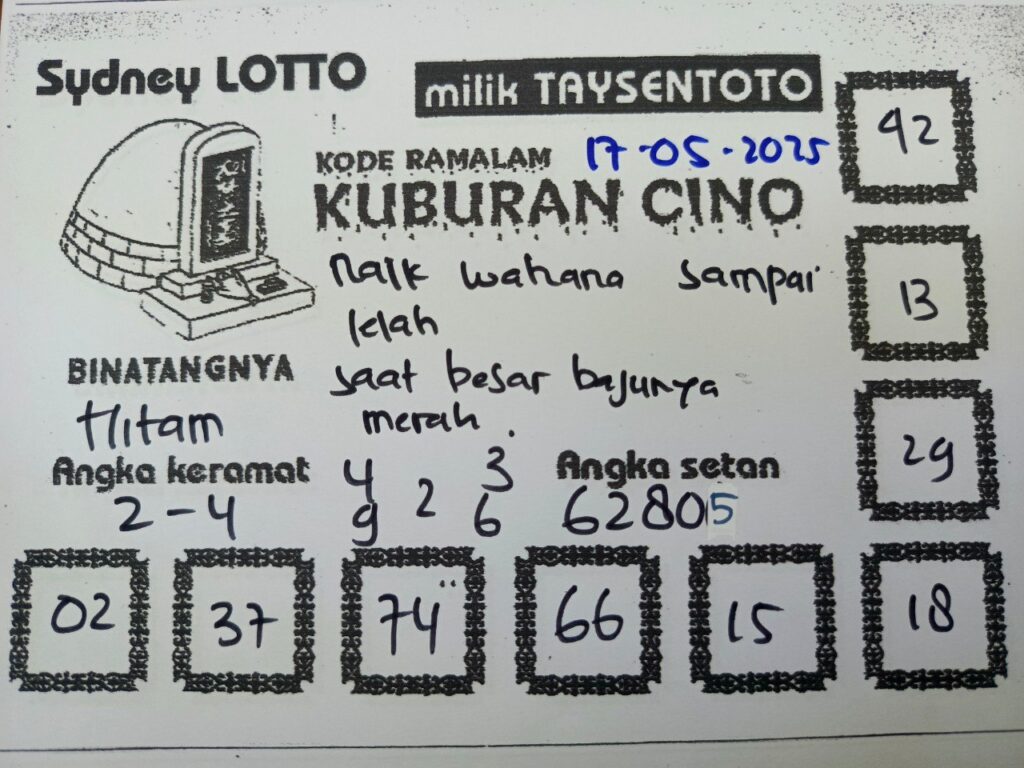 Sydney LOTTO
milik TAYSENTOTO
KODE RAMALAM 17-05-2025
KUBURAN CINO
Naik wahana sampai
lelah
saat besar bajunya
merah.
BINATANGNYA
Hitam
Angka keramat
2-4
4 3
2
9 6
Angka setan
62805
92
13
29
02 37 74 66 15 18